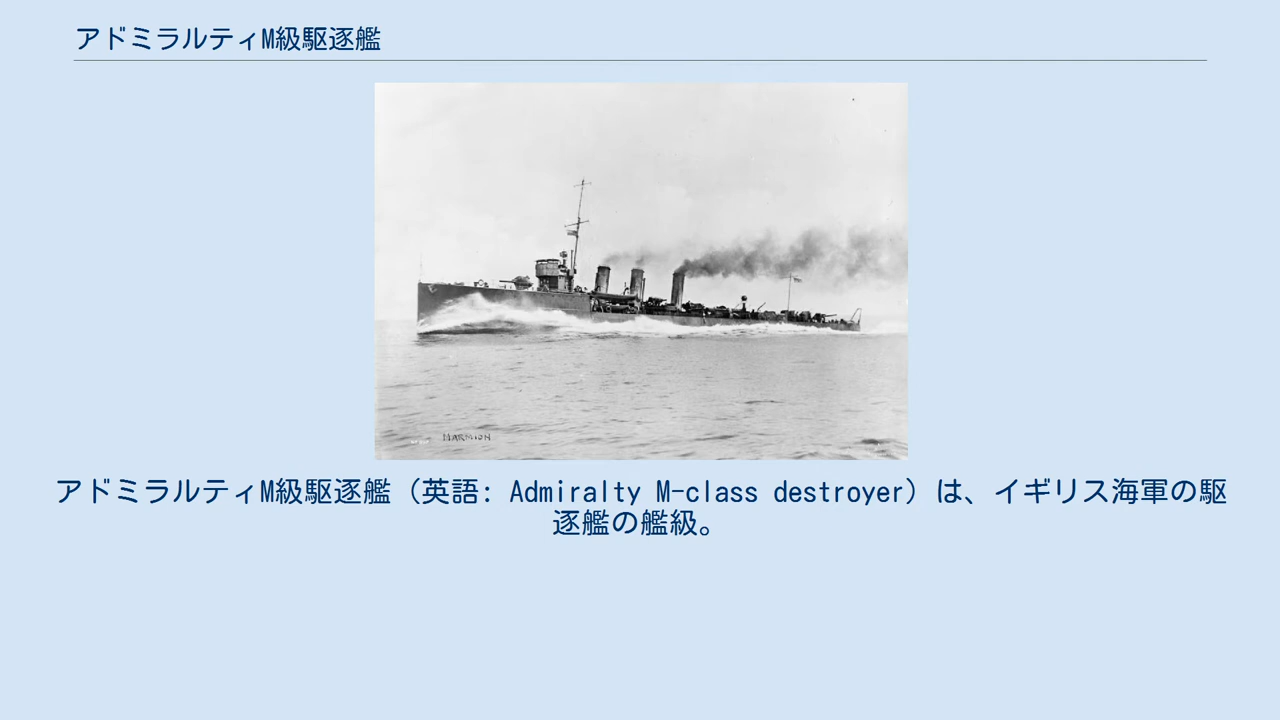 アドミラルティM級駆逐艦
MARMION
アドミラルティM級駆逐艦（英語: Admiralty M-class destroyer）は、イギリス海軍の駆
逐艦の艦級。